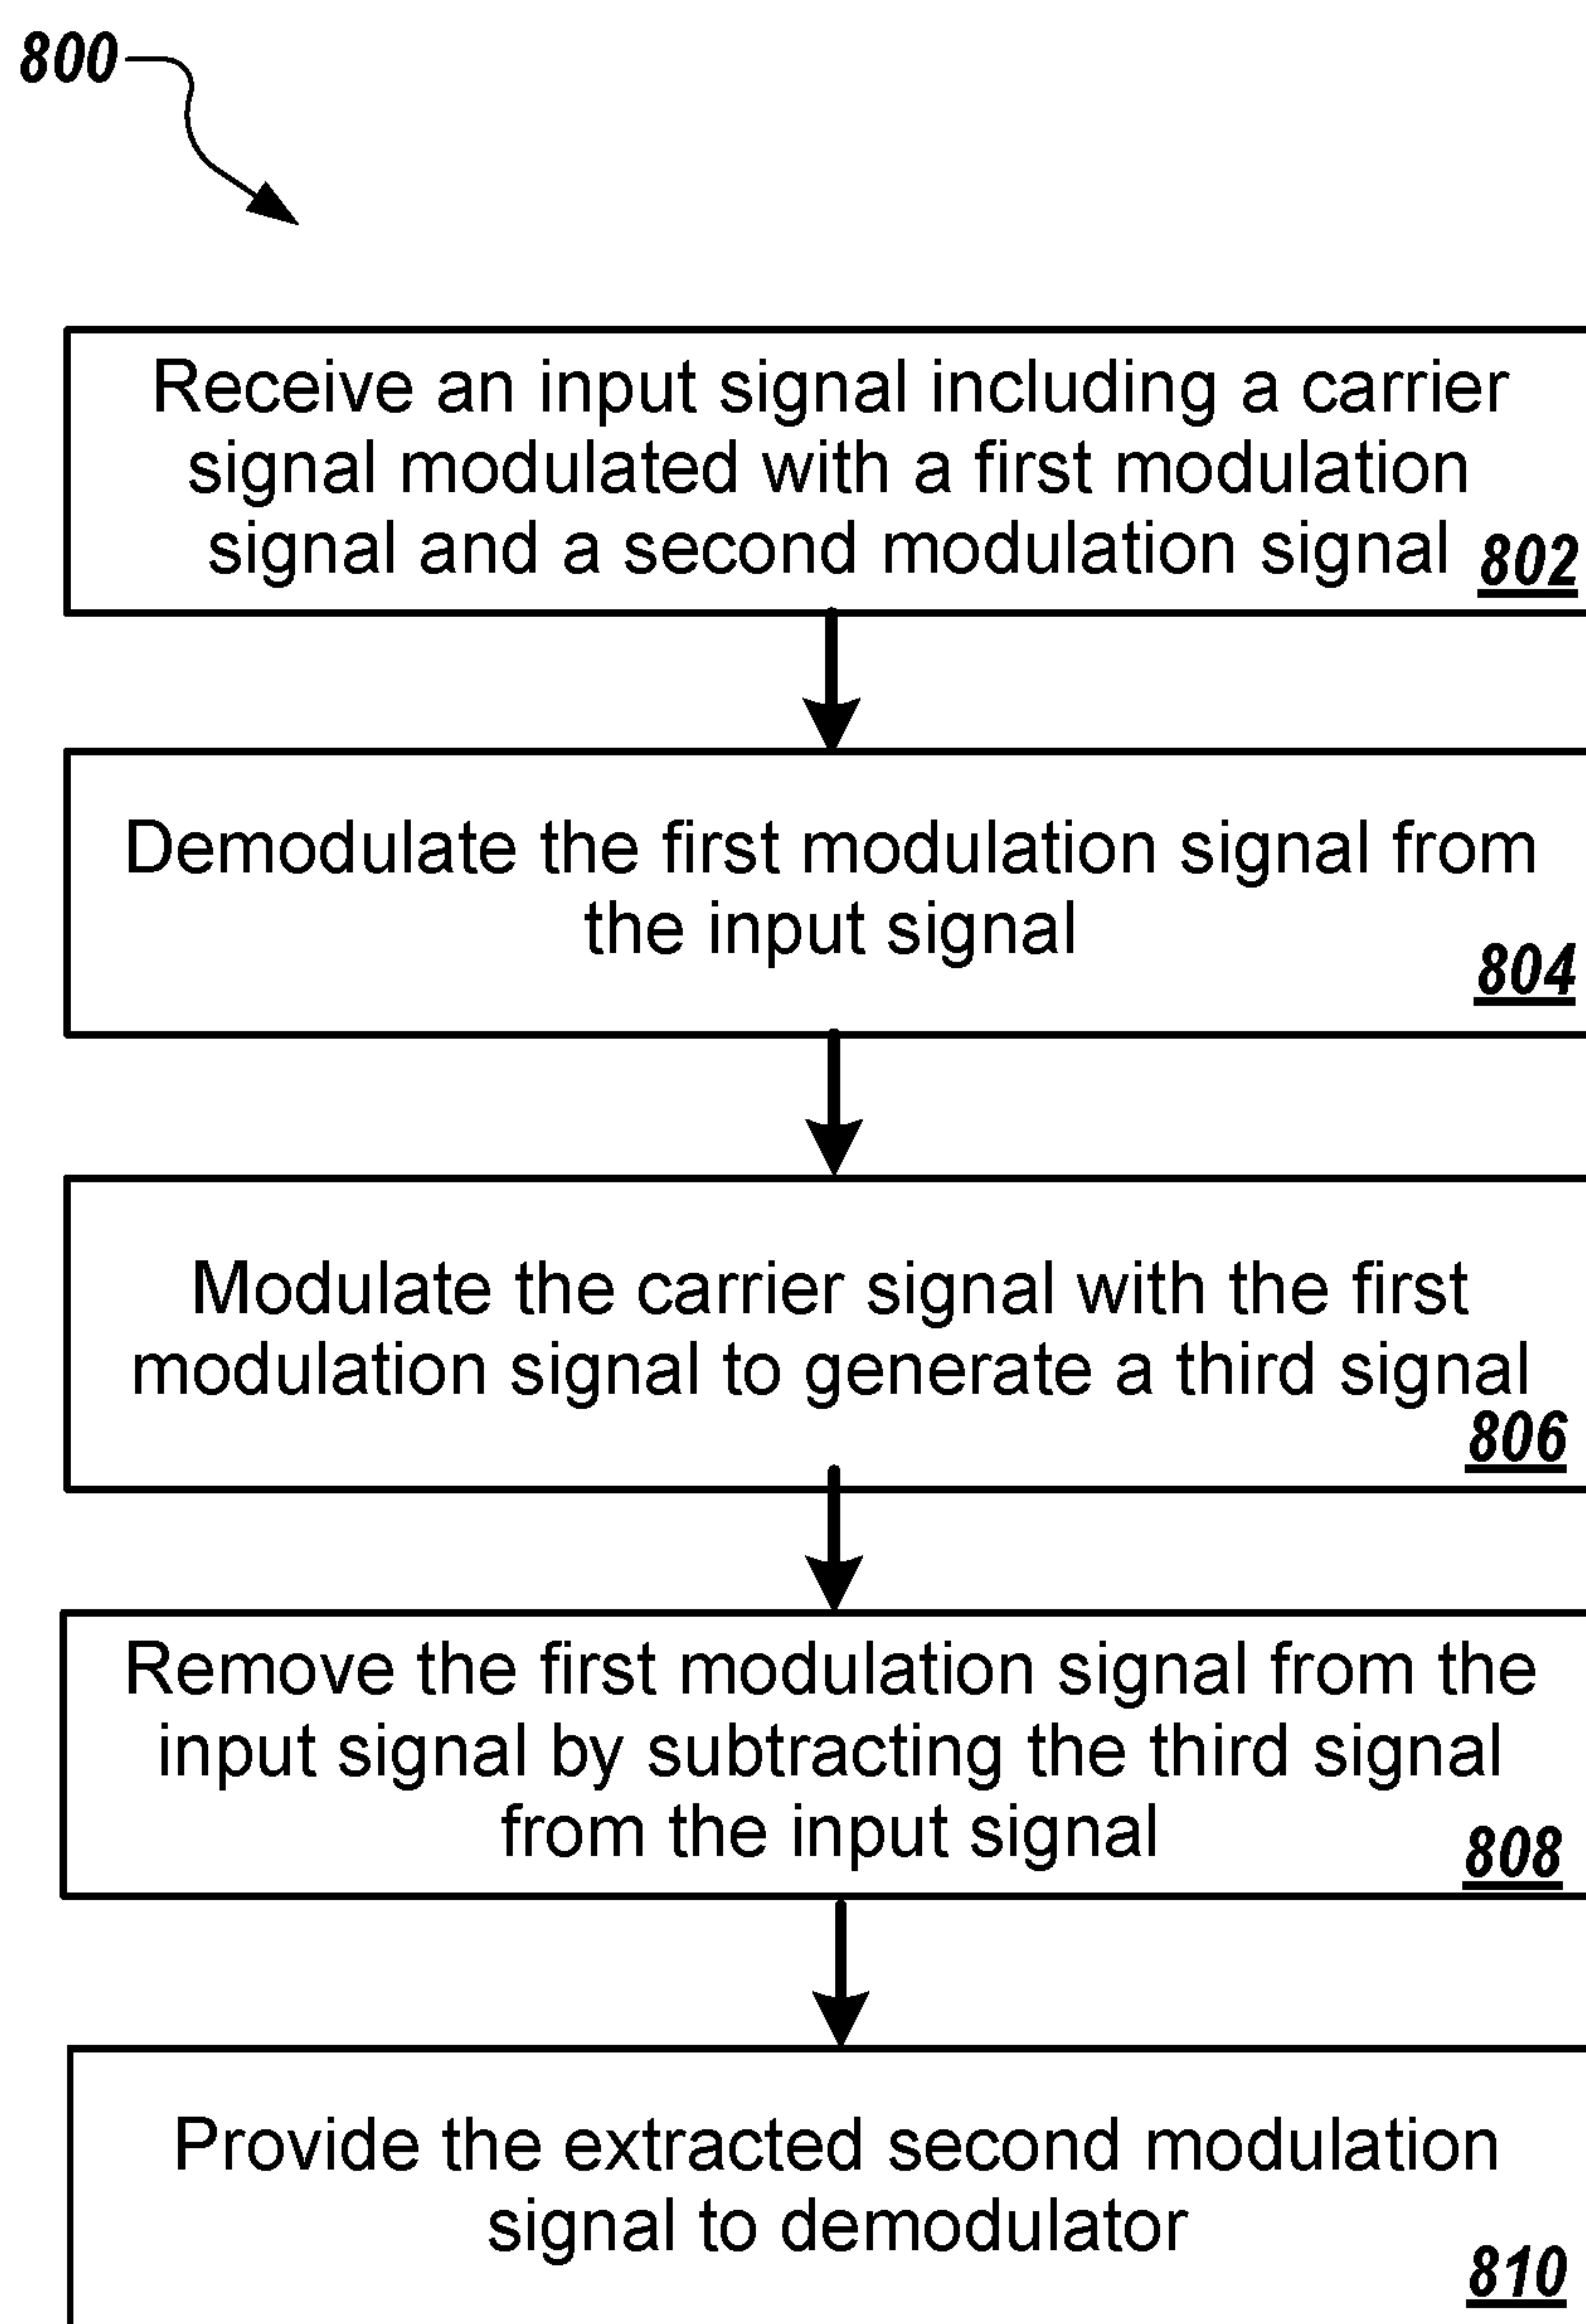 800
Receive an input signal including a carrier
signal modulated with a first modulation
signal and a second modulation signal 802
Demodulate the first modulation signal from
the input signal
804
Modulate the carrier signal with the first
modulation signal to generate a third signal
806
Remove the first modulation signal from the
input signal by subtracting the third signal
from the input signal
808
Provide the extracted second modulation
signal to demodulator
810